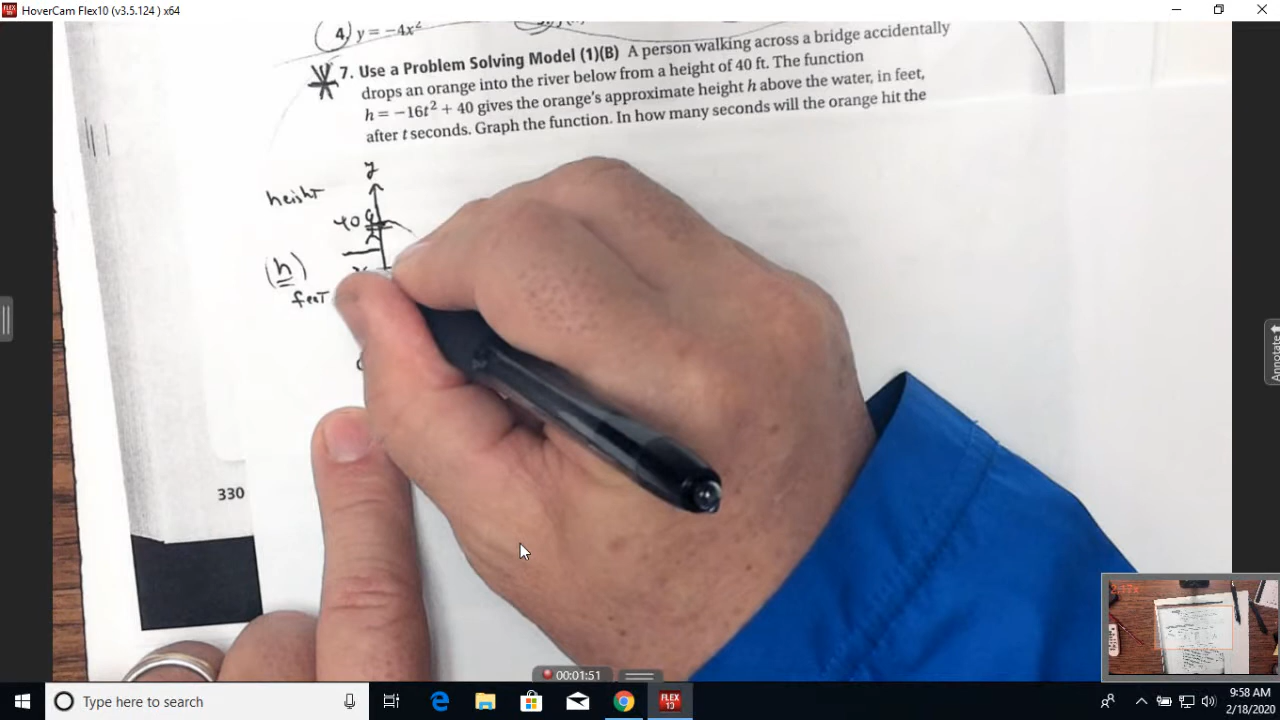 HoverCam Flex10 (v3.5.124 ) x64
4) y = −4x²
7. Use a Problem Solving Model (1)(B) A person walking across a bridge accidentally
drops an orange into the river below from a height of 40 ft. The function
h = −16t² + 40 gives the orange's approximate height h above the water, in feet,
after t seconds. Graph the function. In how many seconds will the orange hit the
y
height
40
(h)
feet
330
Annotate
00:01:51
Type here to search
FLEX
10
9:58 AM
2/18/2020